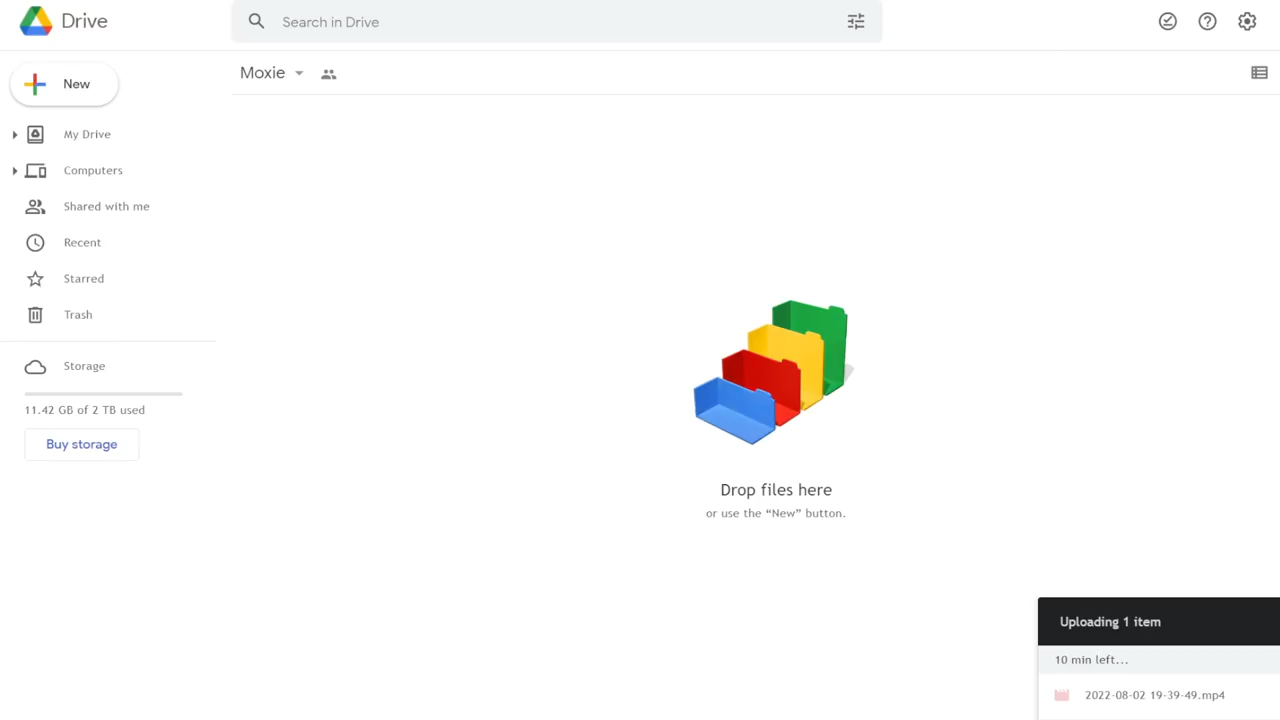 Drive
Search in Drive
New
Moxie
My Drive
Computers
Shared with me
Recent
Starred
Trash
Storage
11.42 GB of 2 TB used
Buy storage
Drop files here
or use the “New” button.
Uploading 1 item
10 min left...
2022-08-02 19-39-49.mp4